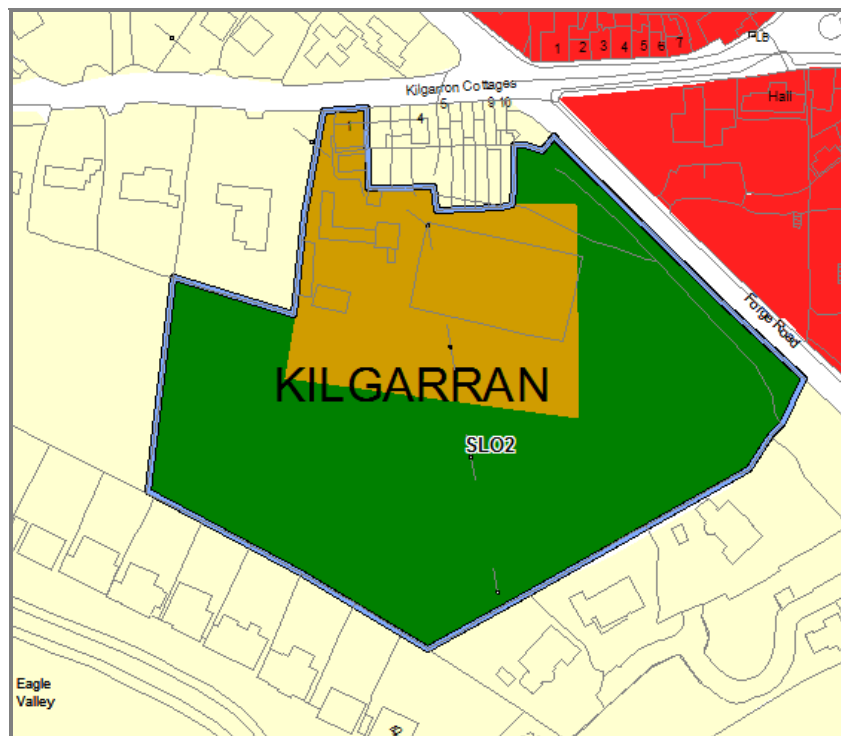 1 2 3 4 5 6 7
LB
Kilgarron Cottages
Hall
1 4 5 9 10
Forge Road
KILGARRAN
SLO2
Eagle
Valley
42